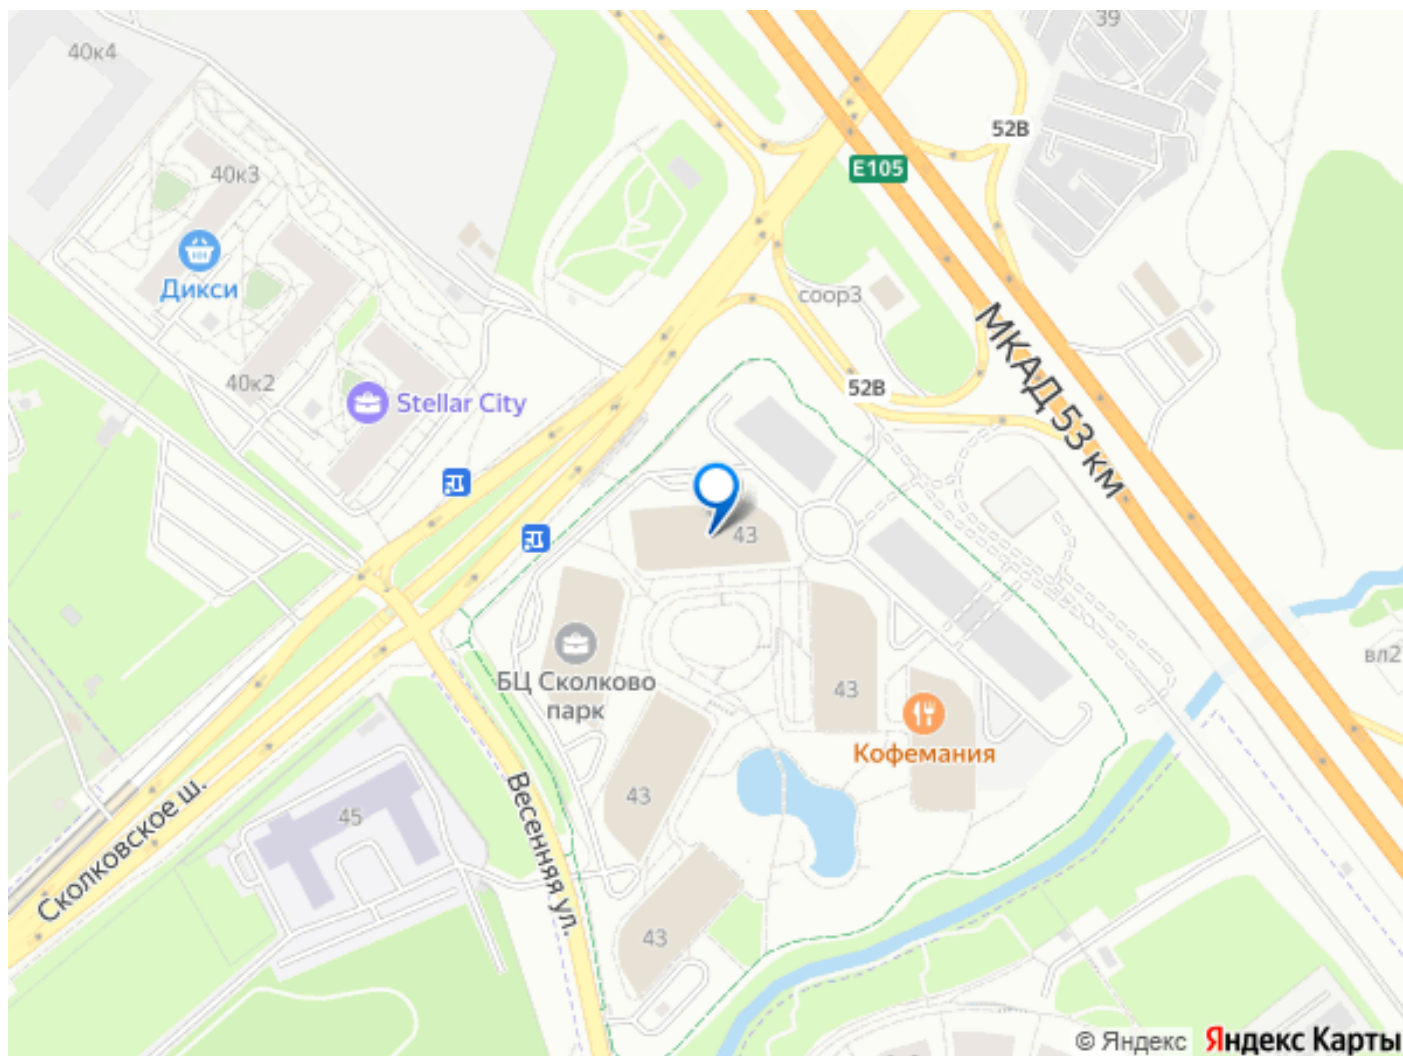 39
40к4
52В
E105
40к3
Дикси
соор3
МКАД 53 км
40к2
52В
Stellar City
43
вл2
БЦ Сколково
парк
43
Кофемания
Весенняя ул.
Сколковское ш.
43
45
43
© Яндекс Яндекс Карты